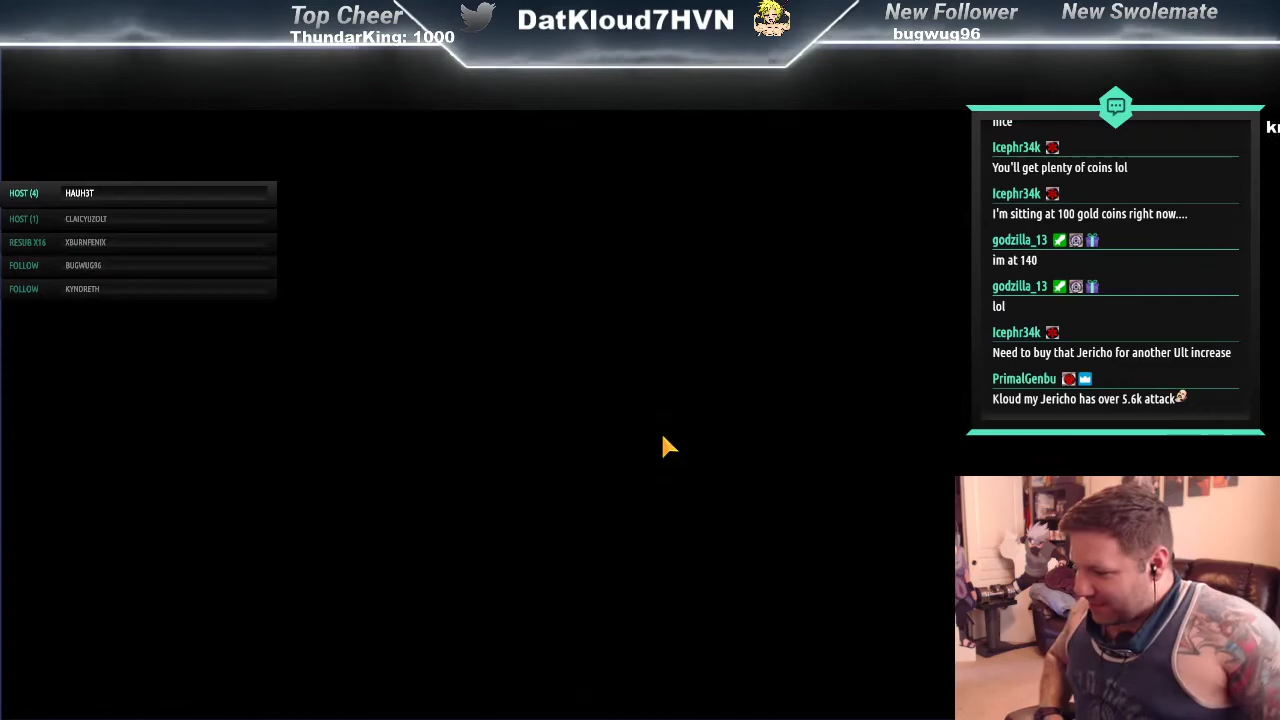 Top Cheer
ThundarKing: 1000
DatKloud7HVN
New Follower
bugwug96
New Swolemate
HOST (4) HAUH3T
HOST (1) CLAICYUZOLT
RESUB X16 XBURNFENIX
FOLLOW BUGWUG96
FOLLOW KYNDRETH
nice
Icephr34k
You'll get plenty of coins lol
Icephr34k
I'm sitting at 100 gold coins right now....
godzilla_13
im at 140
godzilla_13
lol
Icephr34k
Need to buy that Jericho for another Ult increase
PrimalGenbu
Kloud my Jericho has over 5.6k attack